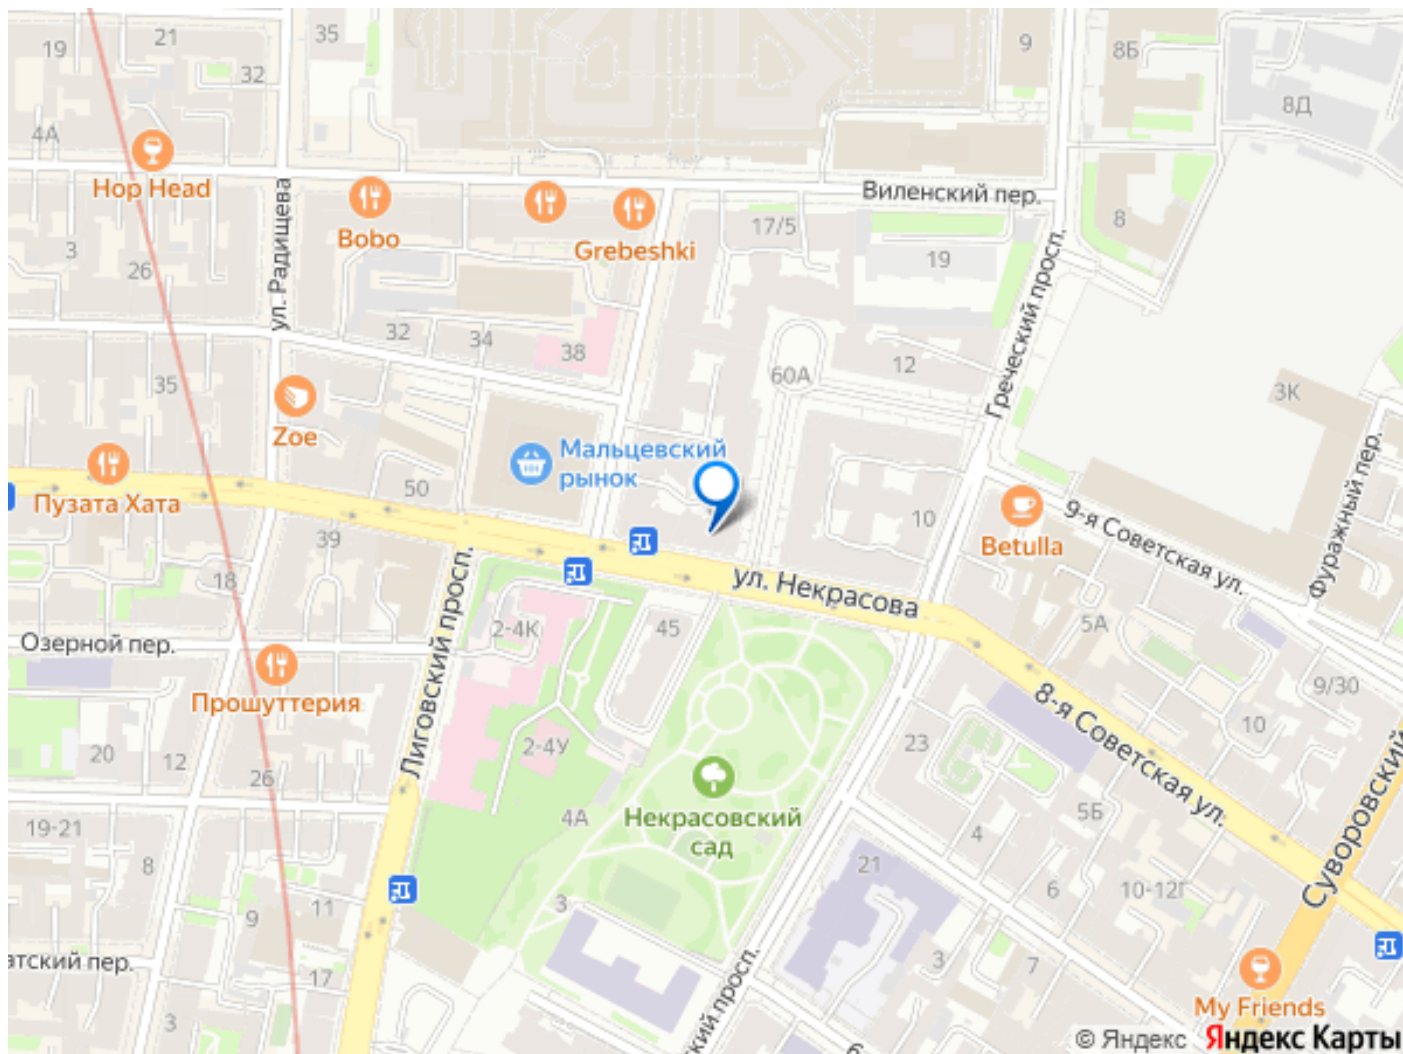 19
21
35
9
8Б
32
8Д
4А
Hop Head
Виленский пер.
ул. Радищева
Bobo
Grebeshki
17/5
8
3
26
19
Греческий просп.
32
34
38
12
60А
3К
35
Zoe
Мальцевский
рынок
Пузата Хата
50
39
10
Betulla
9-я Советская ул.
Фуражный пер.
18
ул. Некрасова
Лиговский просп.
2-4К
45
5А
Озерной пер.
Прошуттерия
9/30
10
8-я Советская ул.
23
2-4У
20
12
26
Некрасовский
сад
4А
5Б
4
Суворовский
19-21
8
21
6
10-12Г
3
11
9
атский пер.
17
3
7
ский просп.
3
My Friends
6
© Яндекс Яндекс Карты